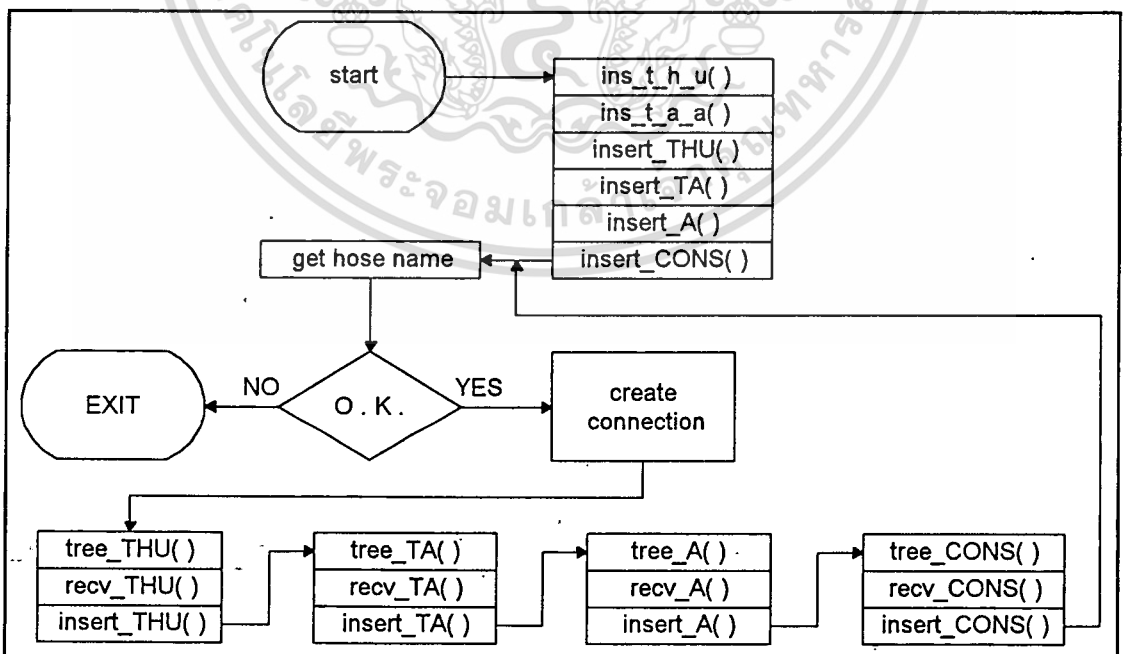 start
ins_t_h_u( )
ins_t_a_a( )
insert_THU( )
insert_TA( )
insert_A( )
insert_CONS( )
get hose name
O . K .
NO
YES
EXIT
create
connection
tree_THU( )
recv_THU( )
insert_THU( )
tree_TA( )
recv_TA( )
insert_TA( )
tree_A( )
recv_A( )
insert_A( )
tree_CONS( )
recv_CONS( )
insert_CONS( )